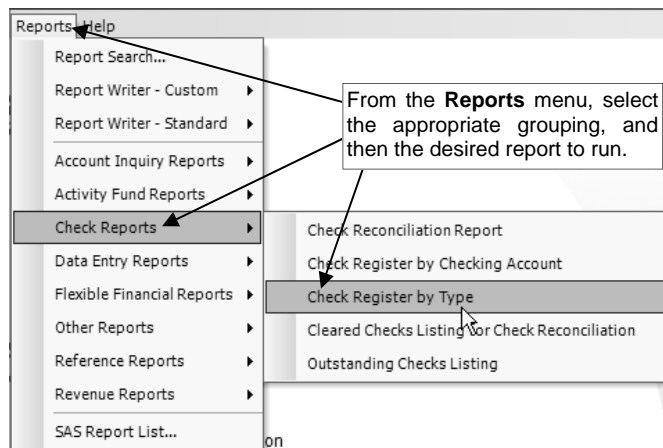 Reports Help
Report Search...
Report Writer - Custom
Report Writer - Standard
Account Inquiry Reports
Activity Fund Reports
Check Reports
Data Entry Reports
Flexible Financial Reports
Other Reports
Reference Reports
Revenue Reports
SAS Report List...
From the Reports menu, select
the appropriate grouping, and
then the desired report to run.
Check Reconciliation Report
Check Register by Checking Account
Check Register by Type
Cleared Checks Listing for Check Reconciliation
Outstanding Checks Listing
on